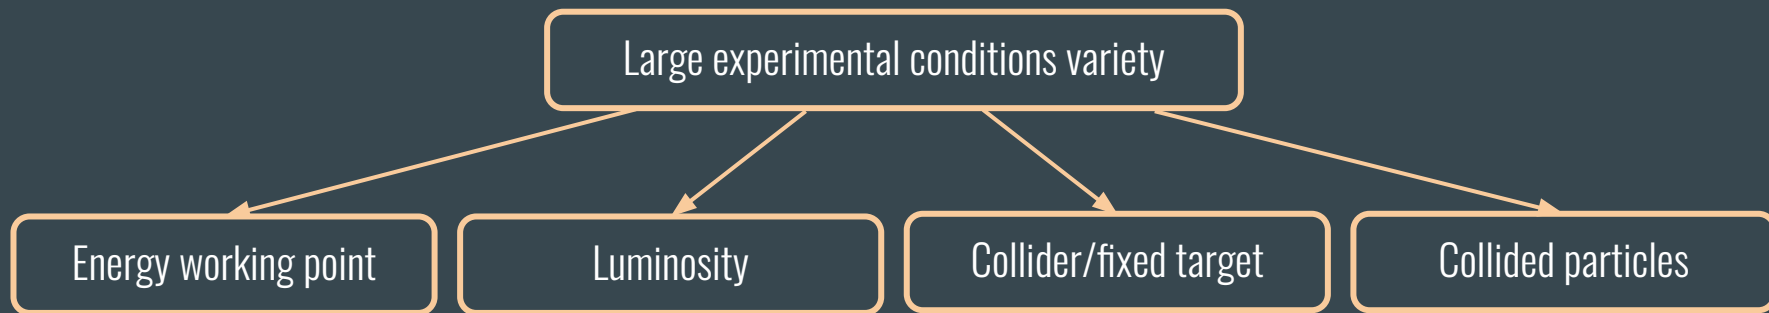 Large experimental conditions variety
Energy working point
Luminosity
Collider/fixed target
Collided particles